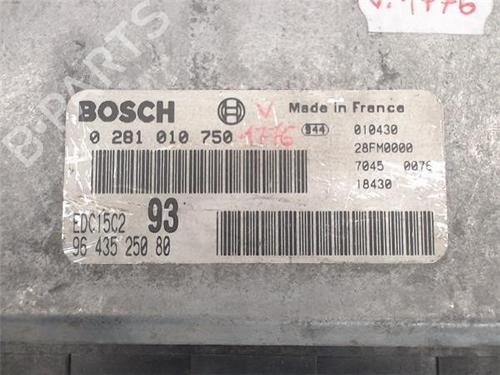 V.1776
B-PARTS
BOSCH V Made in France
0 281 010 750 1776 944 010430
28FM0000
7045 0076
18430
EDC15C2 93
96 435 250 80